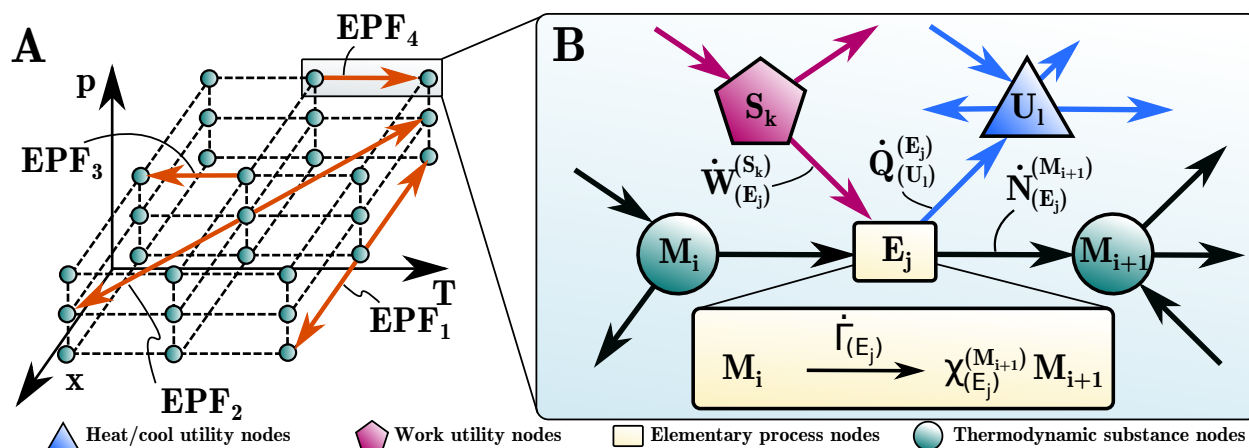 A
EPF₄
p
EPF₃
T
EPF₁
x
EPF₂
B
Sₖ
Uₗ
Ẇ₍Eⱼ₎⁽Sₖ⁾
Q̇₍Uₗ₎⁽Eⱼ⁾
Ṅ₍Eⱼ₎⁽Mᵢ₊₁⁾
Mᵢ
Eⱼ
Mᵢ₊₁
Γ̇₍Eⱼ₎
Mᵢ χ₍Eⱼ₎⁽Mᵢ₊₁⁾ Mᵢ₊₁
Heat/cool utility nodes Work utility nodes Elementary process nodes Thermodynamic substance nodes